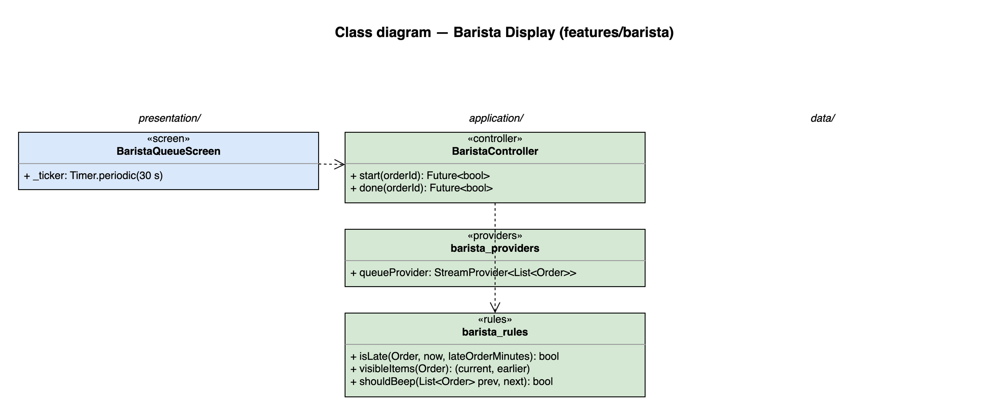 Class diagram — Barista Display (features/barista)
presentation/
application/
data/
«screen»
BaristaQueueScreen
+ _ticker: Timer.periodic(30 s)
«controller»
BaristaController
+ start(orderId): Future<bool>
+ done(orderId): Future<bool>
«providers»
barista_providers
+ queueProvider: StreamProvider<List<Order>>
«rules»
barista_rules
+ isLate(Order, now, lateOrderMinutes): bool
+ visibleItems(Order): (current, earlier)
+ shouldBeep(List<Order> prev, next): bool